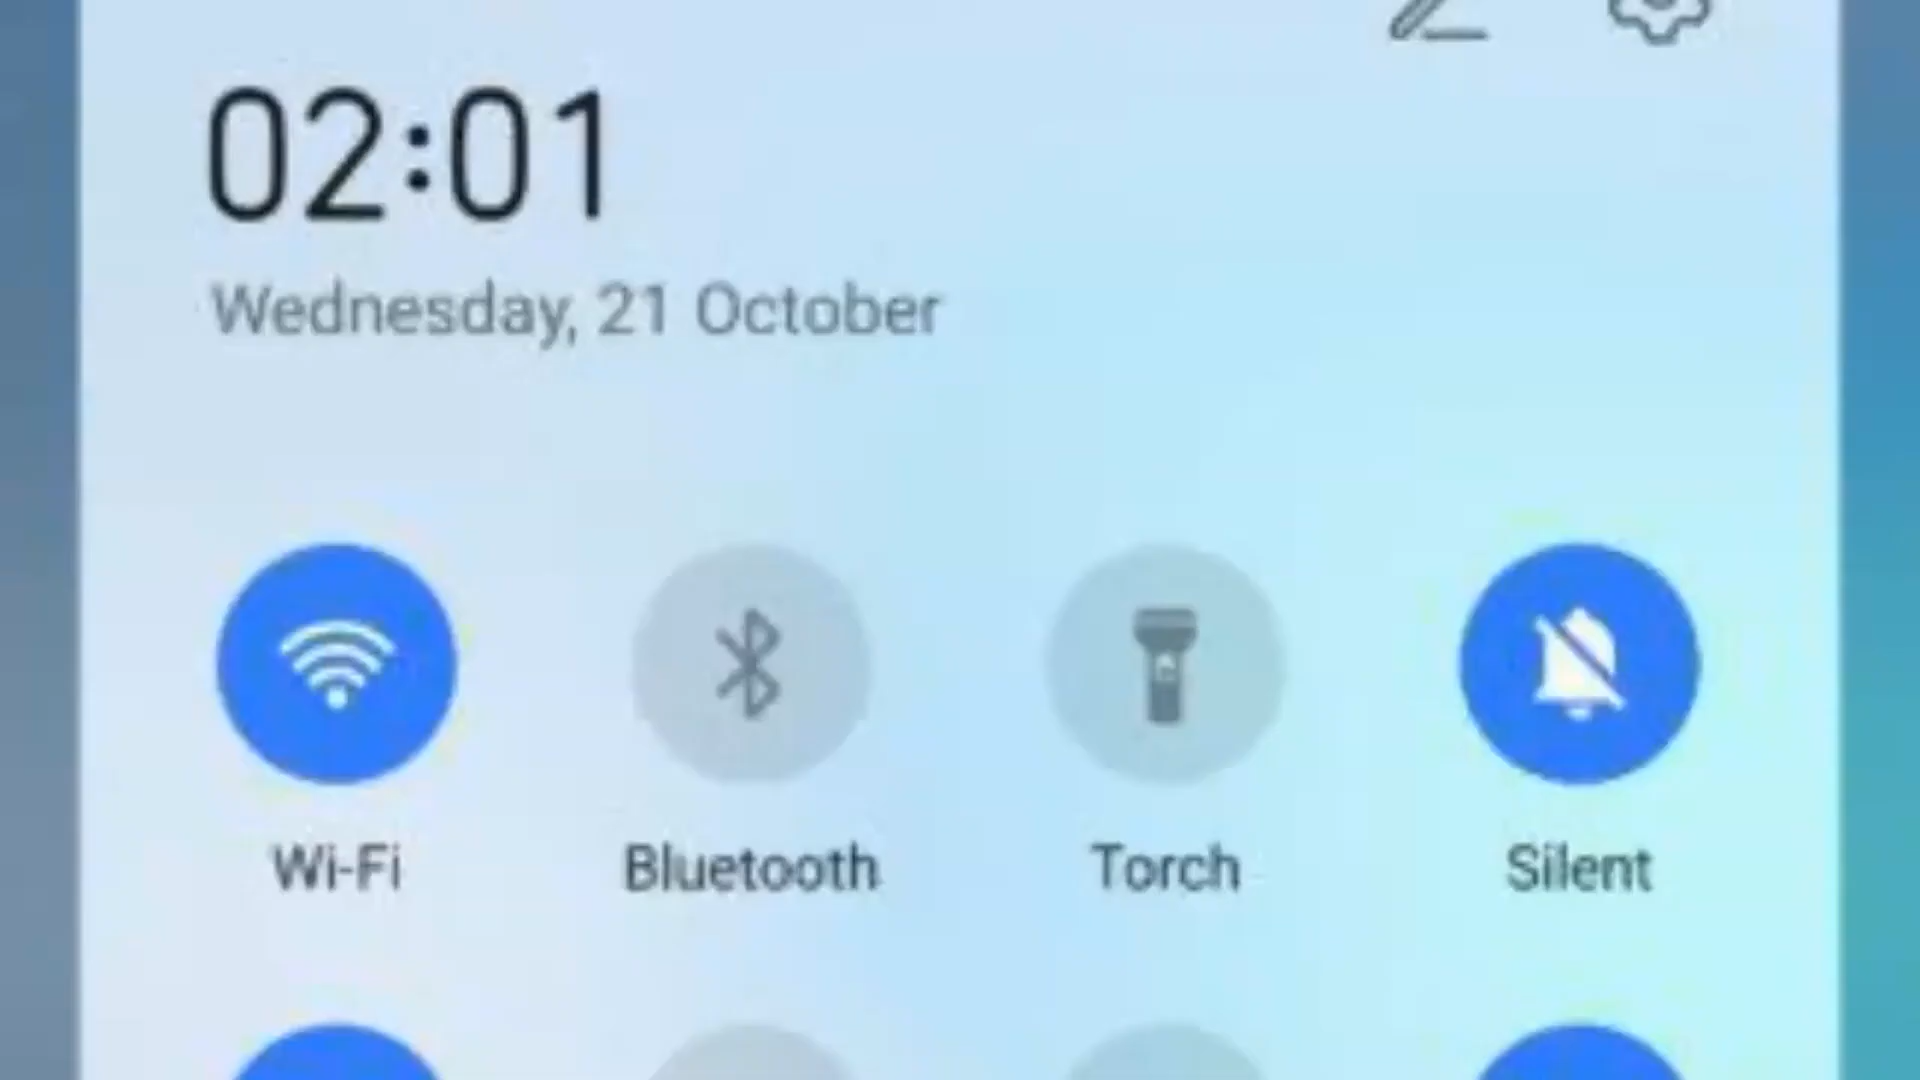 02:01
Wednesday, 21 October
Wi-Fi
Bluetooth
Torch
Silent